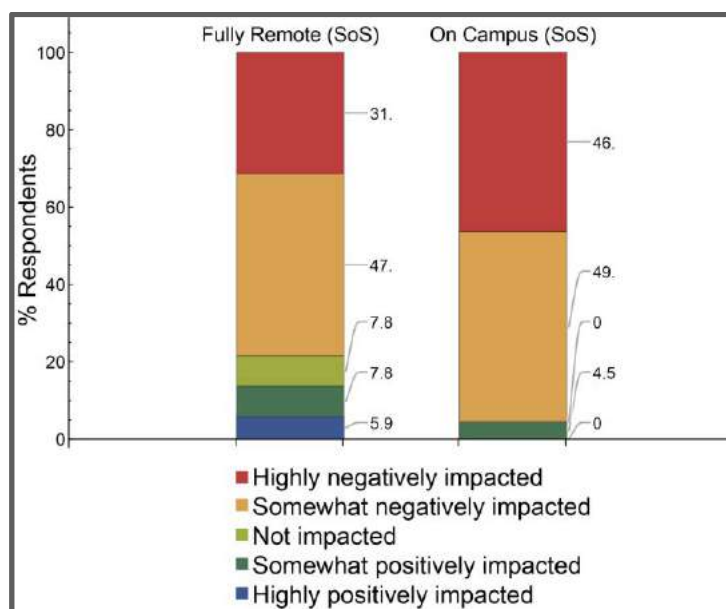 Fully Remote (SoS) On Campus (SoS)
100
80
60
40
20
0
% Respondents
31.
47.
7.8
7.8
5.9
46.
49.
0
4.5
0
Highly negatively impacted
Somewhat negatively impacted
Not impacted
Somewhat positively impacted
Highly positively impacted